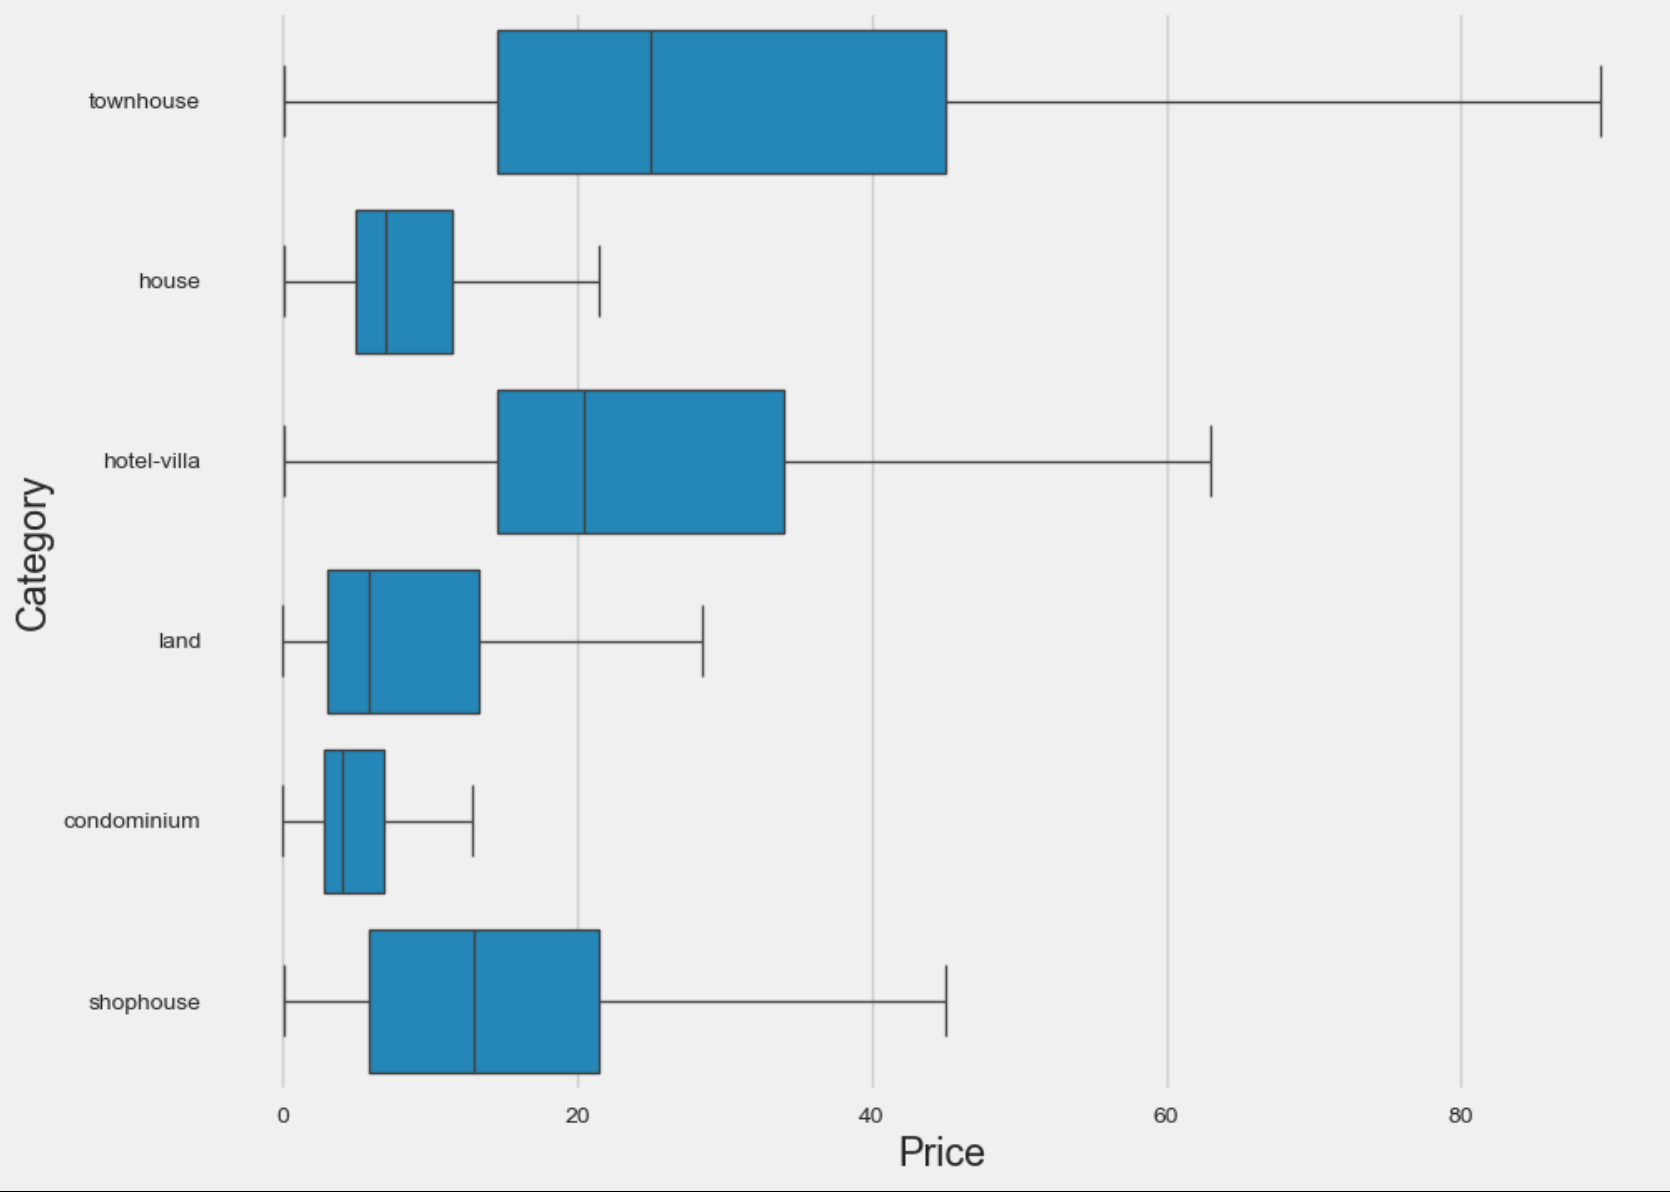 townhouse
house
hotel-villa
land
condominium
shophouse
Category
0 20 40 60 80
Price